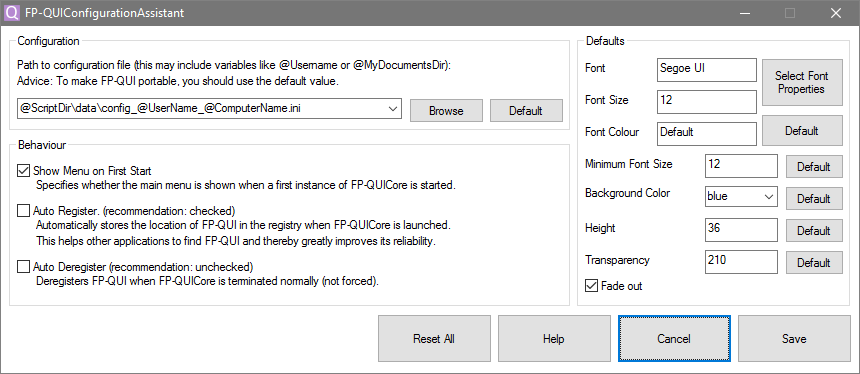 FP-QUIConfigurationAssistant
Configuration
Path to configuration file (this may include variables like @Username or @MyDocumentsDir):
Advice: To make FP-QUI portable, you should use the default value.
@ScriptDir\data\config_@UserName_@ComputerName.ini
Browse
Default
Behaviour
Show Menu on First Start
Specifies whether the main menu is shown when a first instance of FP-QUICore is started.
Auto Register. (recommendation: checked)
Automatically stores the location of FP-QUI in the registry when FP-QUICore is launched.
This helps other applications to find FP-QUI and thereby greatly improves its reliability.
Auto Deregister (recommendation: unchecked)
Deregisters FP-QUI when FP-QUICore is terminated normally (not forced).
Defaults
Font
Segoe UI
Select Font
Properties
Font Size
12
Font Colour
Default
Default
Minimum Font Size
12
Default
Background Color
blue
Default
Height
36
Default
Transparency
210
Default
Fade out
Reset All
Help
Cancel
Save